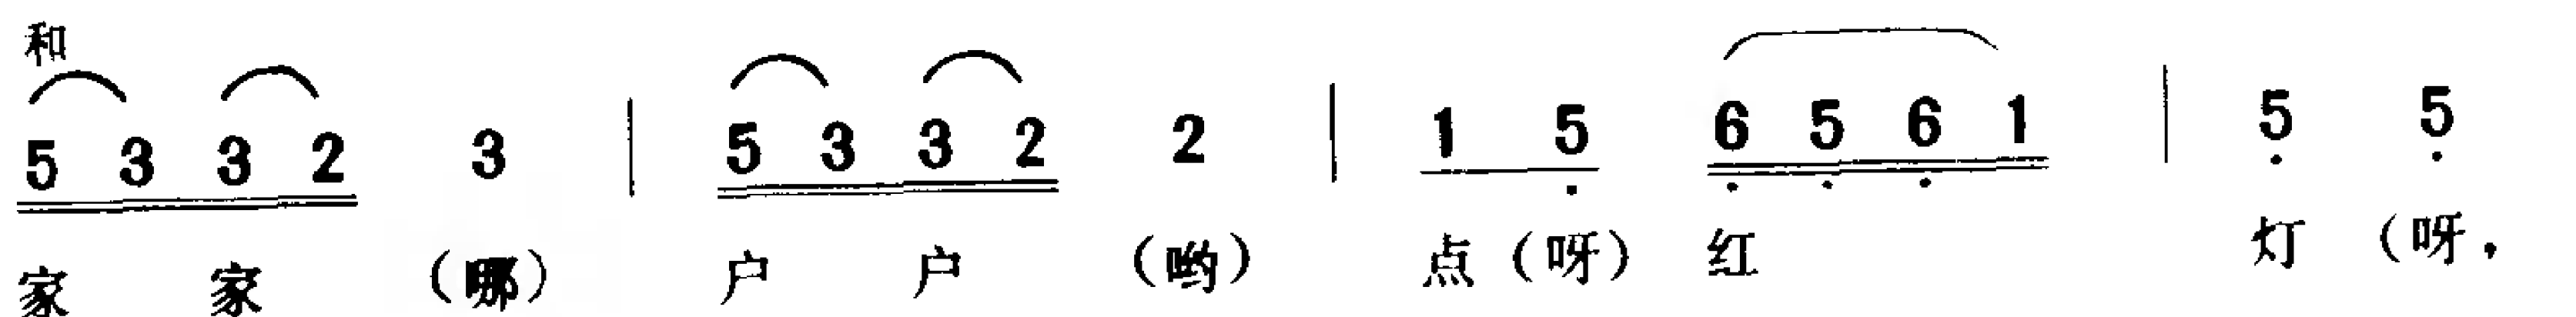 和
5 3 3 2 3 | 5 3 3 2 2 | 1 5 6 5 6 1 | 5 5
家 家 （哪） 户 户 （哟） 点（呀）红 灯 （呀，